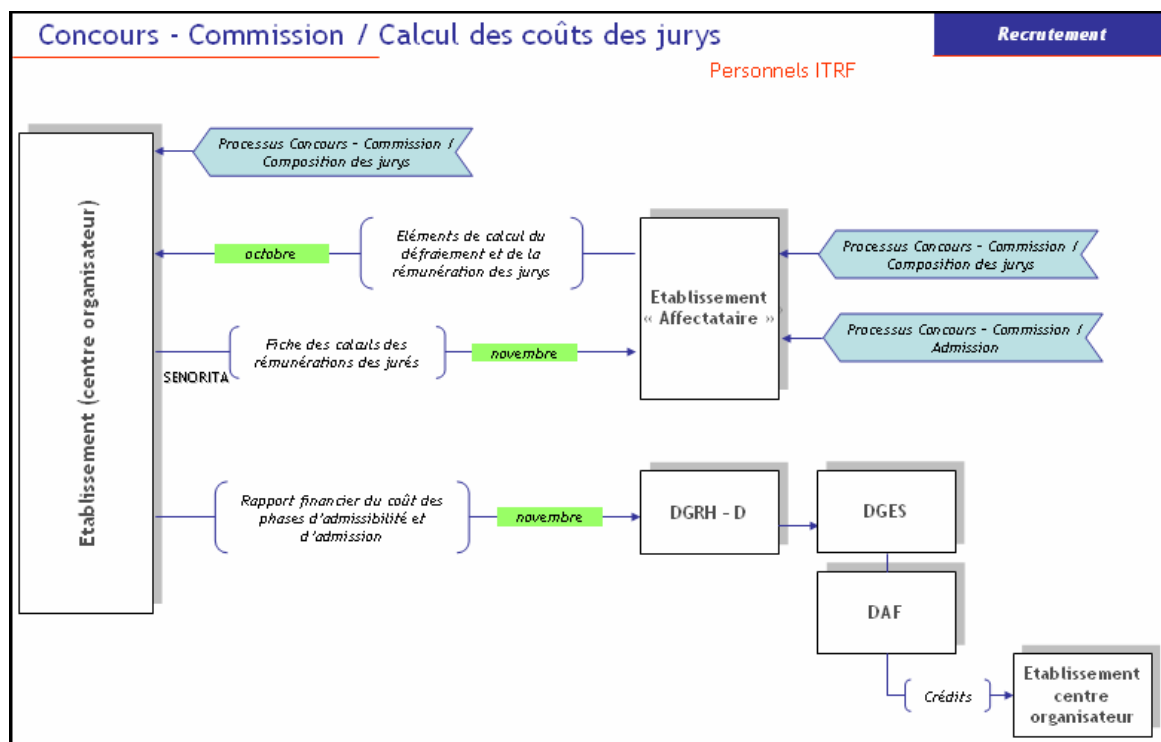 Concours - Commission / Calcul des coûts des jurys
Recrutement
Personnels ITRF
Etablissement (centre organisateur)
Processus Concours - Commission /
Composition des jurys
octobre
Eléments de calcul du
défraiement et de la
rémunération des jurys
Etablissement
« Affectataire »
Processus Concours - Commission /
Composition des jurys
Processus Concours - Commission /
Admission
SENORITA
Fiche des calculs des
rémunérations des jurés
novembre
Rapport financier du coût des
phases d'admissibilité et
d'admission
novembre
DGRH - D
DGES
DAF
Crédits
Etablissement
centre
organisateur